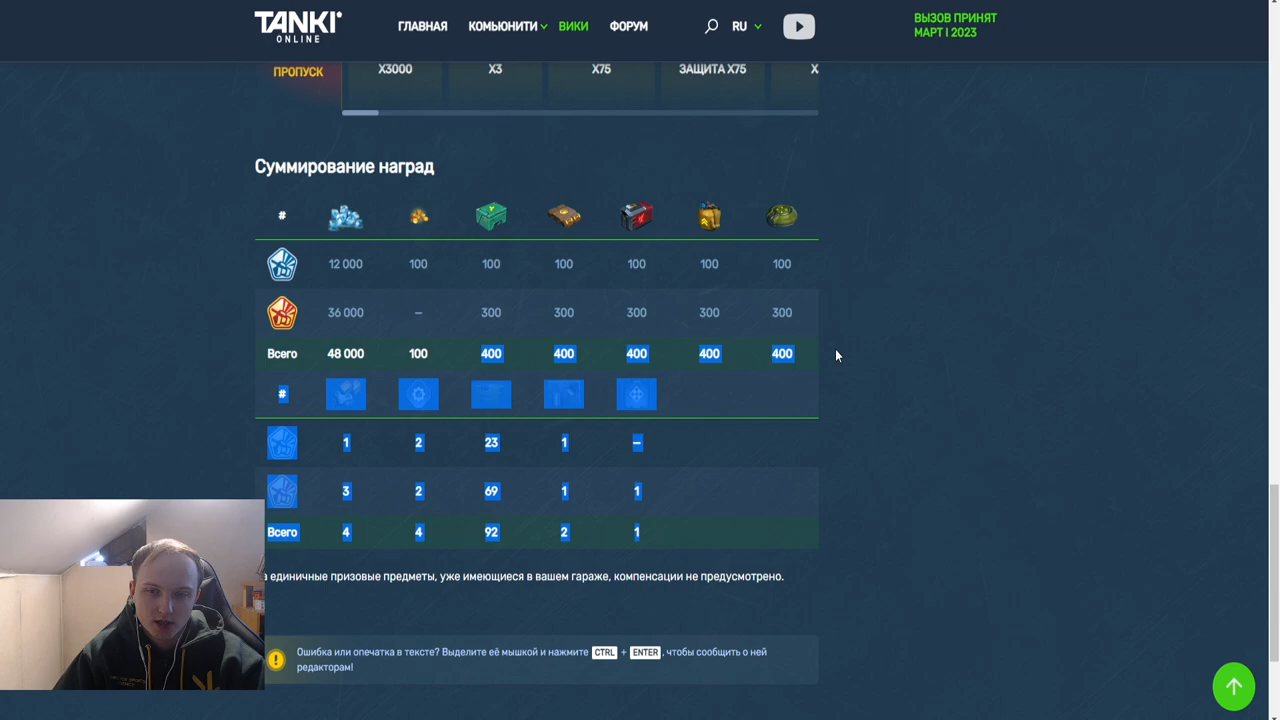 TANKI
ONLINE
ГЛАВНАЯ
КОМЬЮНИТИ
ВИКИ
ФОРУМ
RU
ВЫЗОВ ПРИНЯТ
МАРТ I 2023
ПРОПУСК
X3000
X3
X75
ЗАЩИТА X75
X
Суммирование наград
#
12 000 100 100 100 100 100 100
36 000 – 300 300 300 300 300
Всего 48 000 100 400 400 400 400 400
#
1 2 23 1 –
3 2 69 1 1
Всего 4 4 92 2 1
единичные призовые предметы, уже имеющиеся в вашем гараже, компенсации не предусмотрено.
! Ошибка или опечатка в тексте? Выделите её мышкой и нажмите CTRL + ENTER, чтобы сообщить о ней
редакторам!